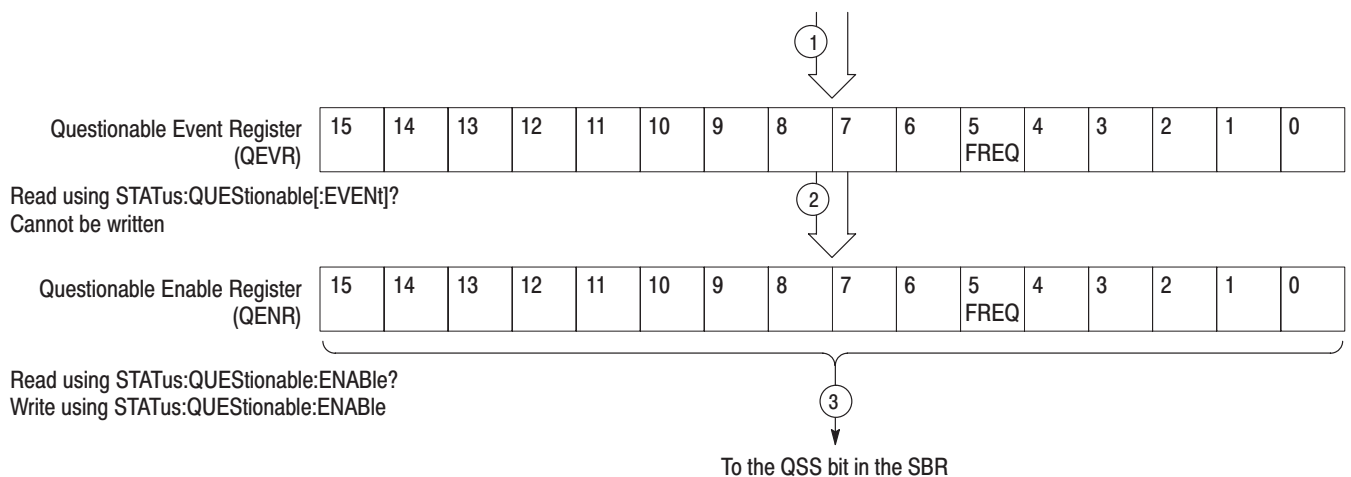 1
Questionable Event Register
(QEVR)
15 14 13 12 11 10 9 8 7 6 5 4 3 2 1 0
FREQ
Read using STATus:QUEStionable[:EVENt]?
Cannot be written
2
Questionable Enable Register
(QENR)
15 14 13 12 11 10 9 8 7 6 5 4 3 2 1 0
FREQ
Read using STATus:QUEStionable:ENABle?
Write using STATus:QUEStionable:ENABle
3
To the QSS bit in the SBR